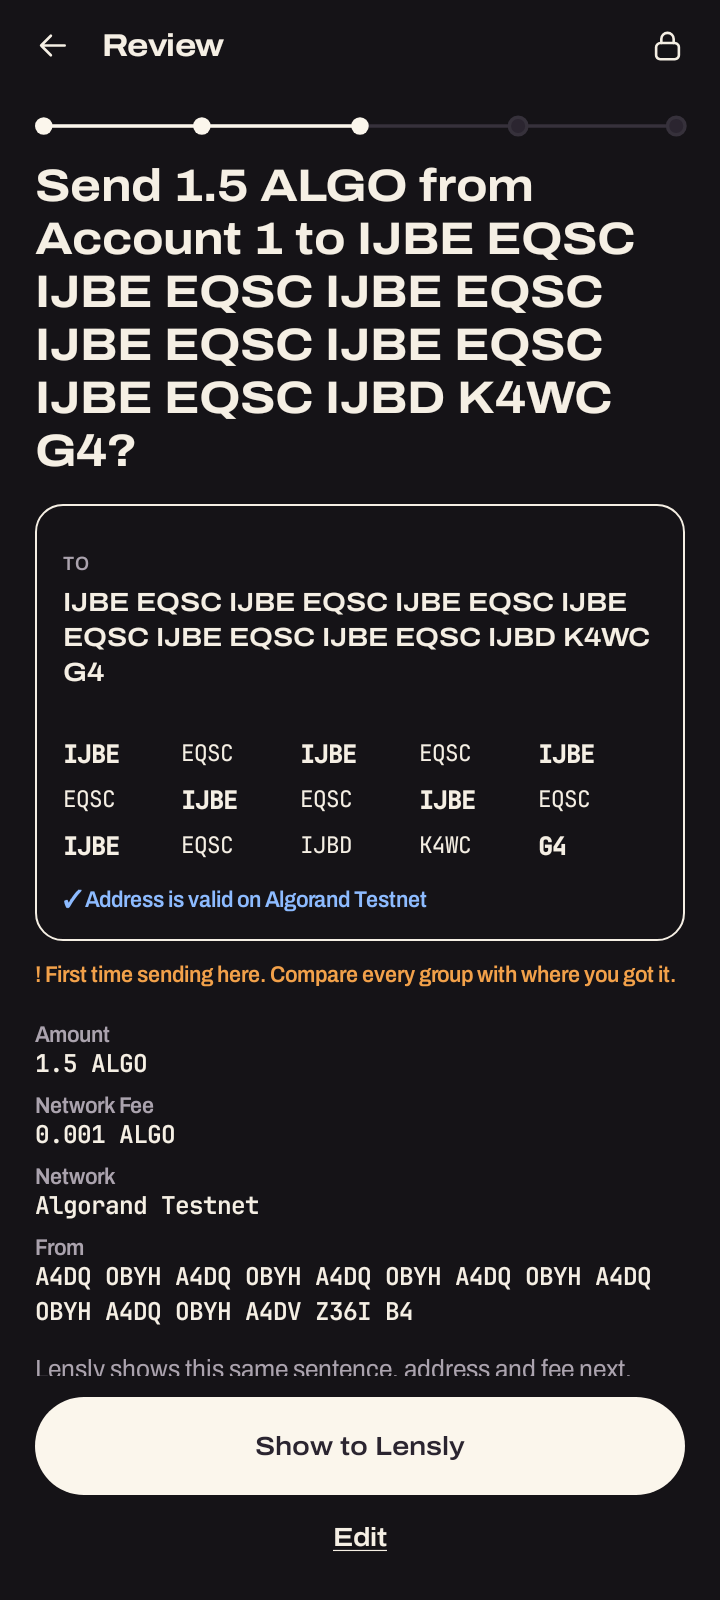 Review
Send 1.5 ALGO from
Account 1 to IJBE EQSC
IJBE EQSC IJBE EQSC
IJBE EQSC IJBE EQSC
IJBE EQSC IJBD K4WC
G4?
TO
IJBE EQSC IJBE EQSC IJBE EQSC IJBE
EQSC IJBE EQSC IJBE EQSC IJBD K4WC
G4
IJBE EQSC IJBE EQSC IJBE
EQSC IJBE EQSC IJBE EQSC
IJBE EQSC IJBD K4WC G4
✓ Address is valid on Algorand Testnet
! First time sending here. Compare every group with where you got it.
Amount
1.5 ALGO
Network Fee
0.001 ALGO
Network
Algorand Testnet
From
A4DQ OBYH A4DQ OBYH A4DQ OBYH A4DQ OBYH A4DQ
OBYH A4DQ OBYH A4DV Z36I B4
Lensly shows this same sentence, address and fee next.
Show to Lensly
Edit